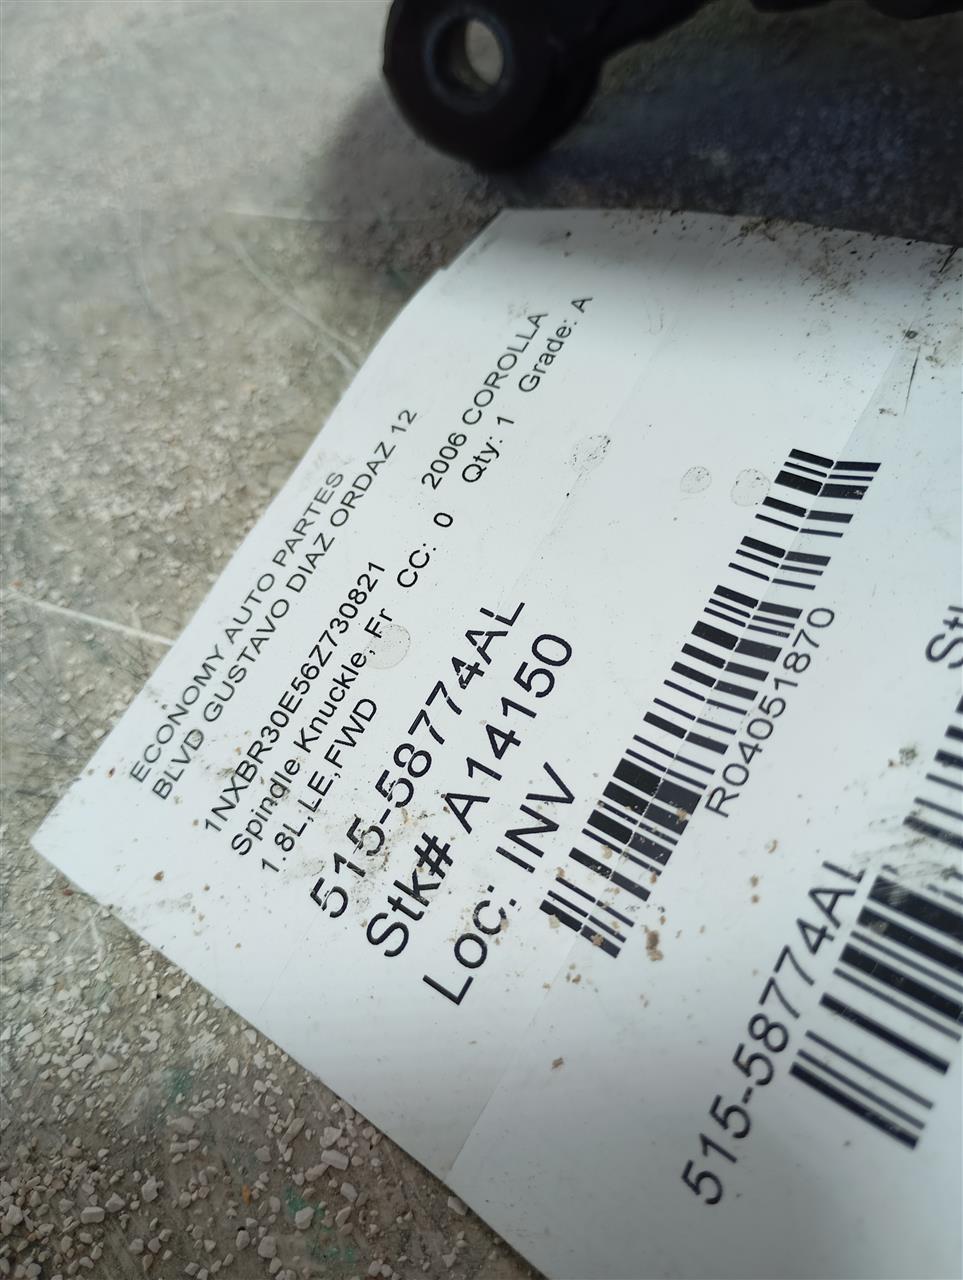 ECONOMY AUTO PARTES
BLVD GUSTAVO DIAZ ORDAZ 12
1NXBR30E56Z730821
Spindle Knuckle, Fr CC: 0 2006 COROLLA
1.8L,LE,FWD Qty: 1 Grade: A
515-58774AL
Stk# A14150
Loc: INV
R04051870
515-58774AL